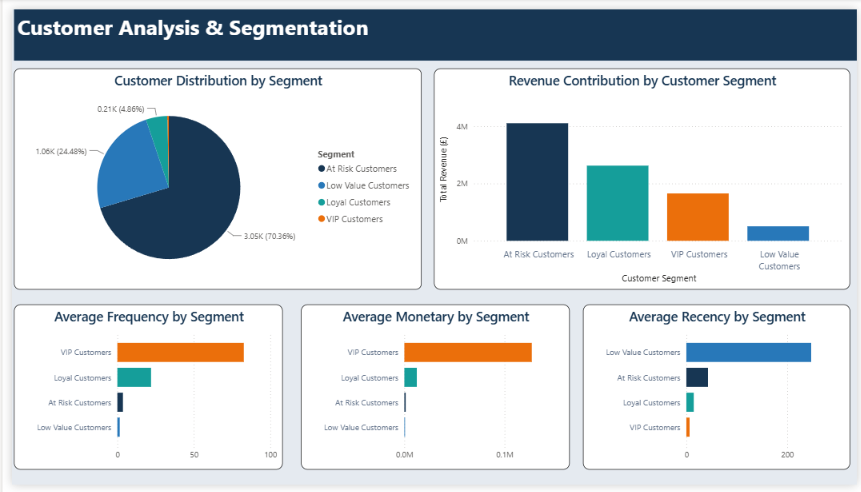 Customer Analysis & Segmentation
Customer Distribution by Segment
0.21K (4.86%)
1.06K (24.48%)
3.05K (70.36%)
Segment
At Risk Customers
Low Value Customers
Loyal Customers
VIP Customers
Revenue Contribution by Customer Segment
Total Revenue (£)
4M
2M
0M
At Risk Customers
Loyal Customers
VIP Customers
Low Value
Customers
Customer Segment
Average Frequency by Segment
VIP Customers
Loyal Customers
At Risk Customers
Low Value Customers
0
50
100
Average Monetary by Segment
VIP Customers
Loyal Customers
At Risk Customers
Low Value Customers
0.0M
0.1M
Average Recency by Segment
Low Value Customers
At Risk Customers
Loyal Customers
VIP Customers
0
200